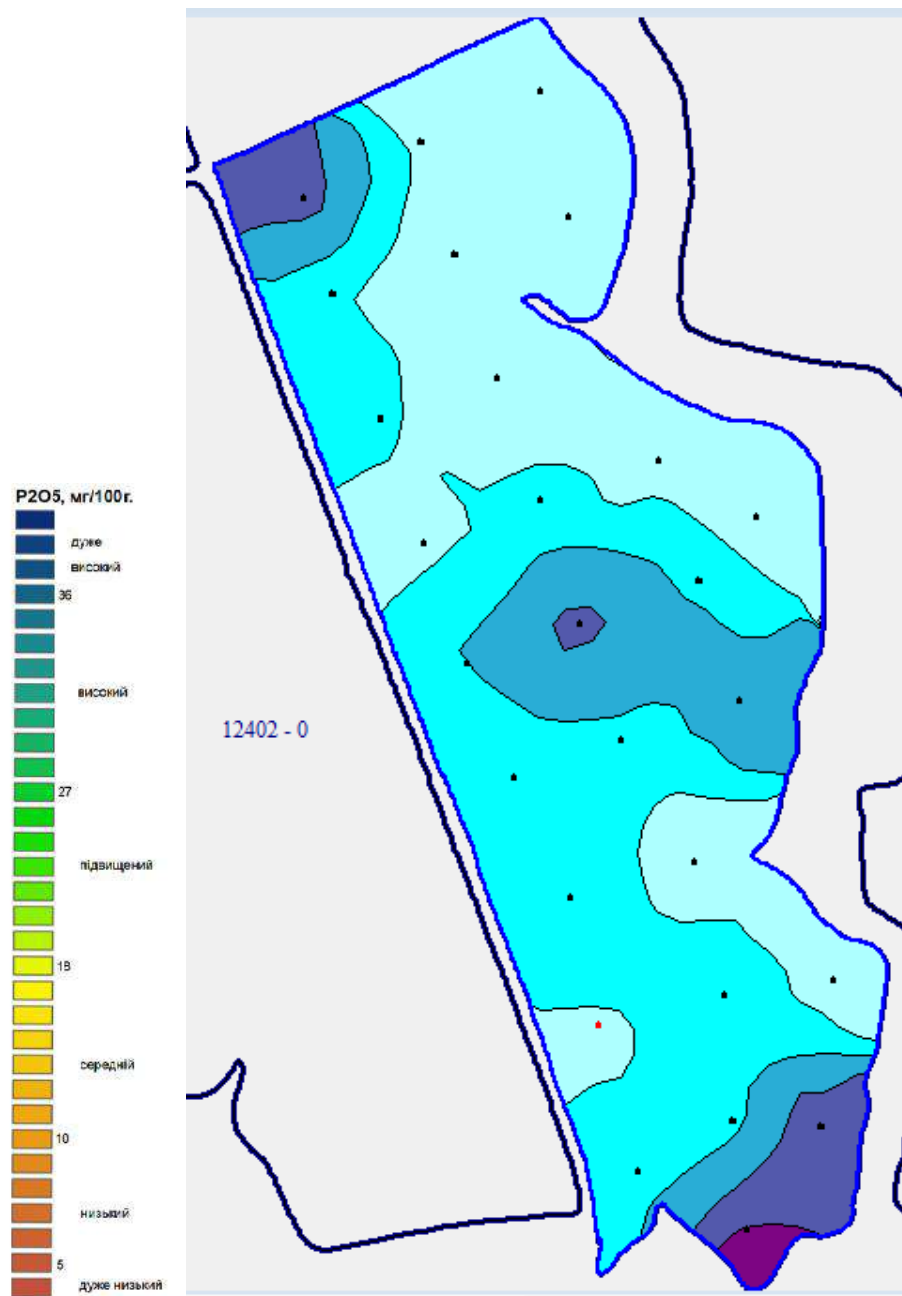 P2O5, мг/100г.
дуже
високий
36
високий
27
підвищений
18
середній
10
низький
5
дуже низький
12402 - 0